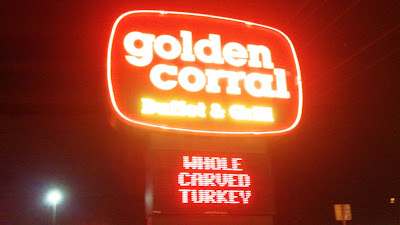 golden
corral
Buffet & Grill
WHOLE
CARVED
TURKEY